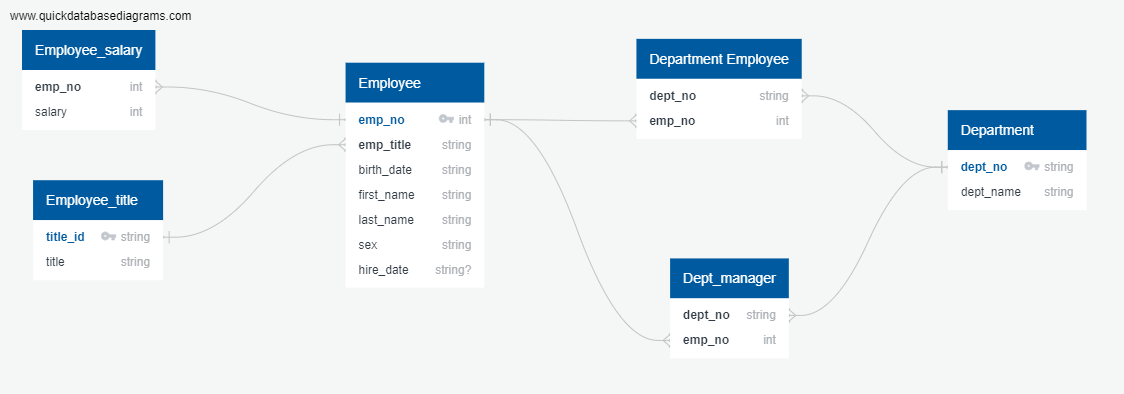 www.quickdatabasediagrams.com
Employee_salary
emp_no int
salary int
Employee_title
title_id string
title string
Employee
emp_no int
emp_title string
birth_date string
first_name string
last_name string
sex string
hire_date string?
Department Employee
dept_no string
emp_no int
Dept_manager
dept_no string
emp_no int
Department
dept_no string
dept_name string